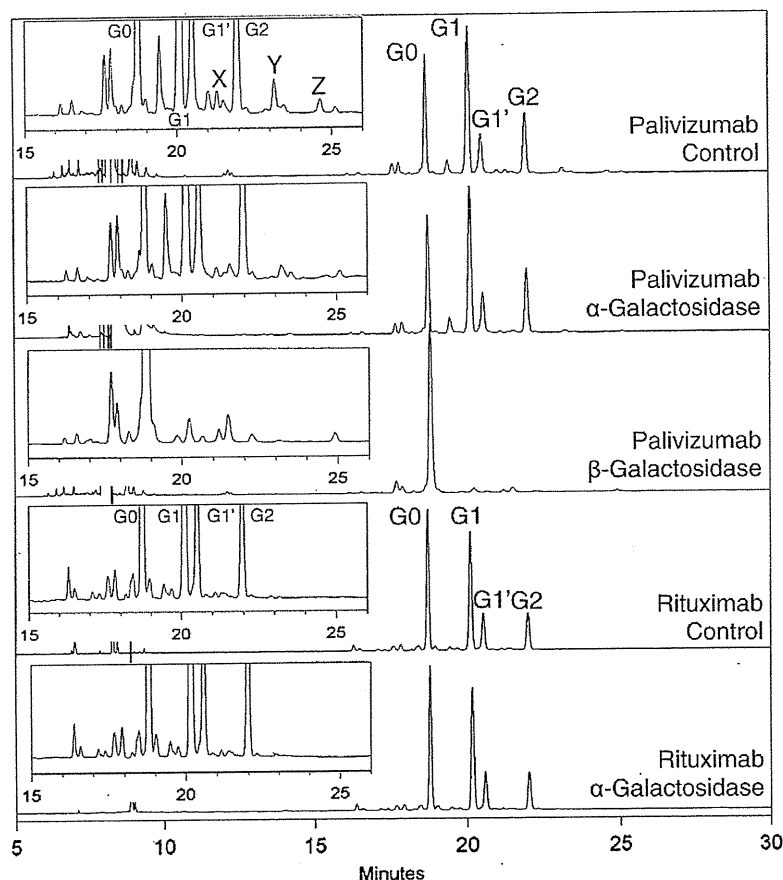 G0 G1' G2
X Y Z
G1
15 20 25
G0 G1 G1' G2
Palivizumab
Control
15 20 25
Palivizumab
α-Galactosidase
15 20 25
Palivizumab
β-Galactosidase
G0 G1 G1' G2
15 20 25
G0 G1 G1' G2
Rituximab
Control
15 20 25
Rituximab
α-Galactosidase
5 10 15 20 25 30
Minutes